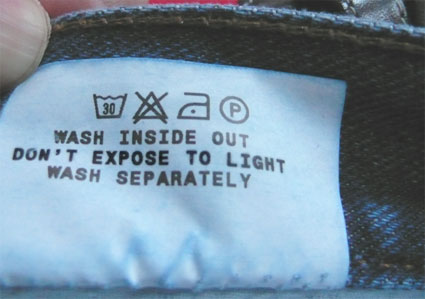 30 P
WASH INSIDE OUT
DON'T EXPOSE TO LIGHT
WASH SEPARATELY